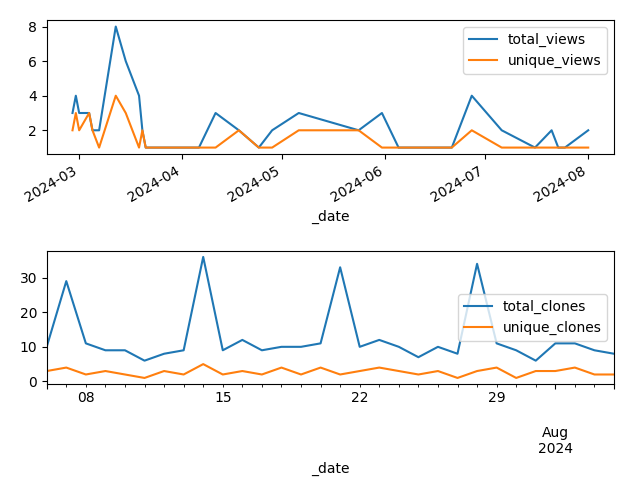 8
6
4
2
total_views
unique_views
2024-03
2024-04
2024-05
2024-06
2024-07
2024-08
_date
30
20
10
0
total_clones
unique_clones
08
15
22
29
Aug
2024
_date